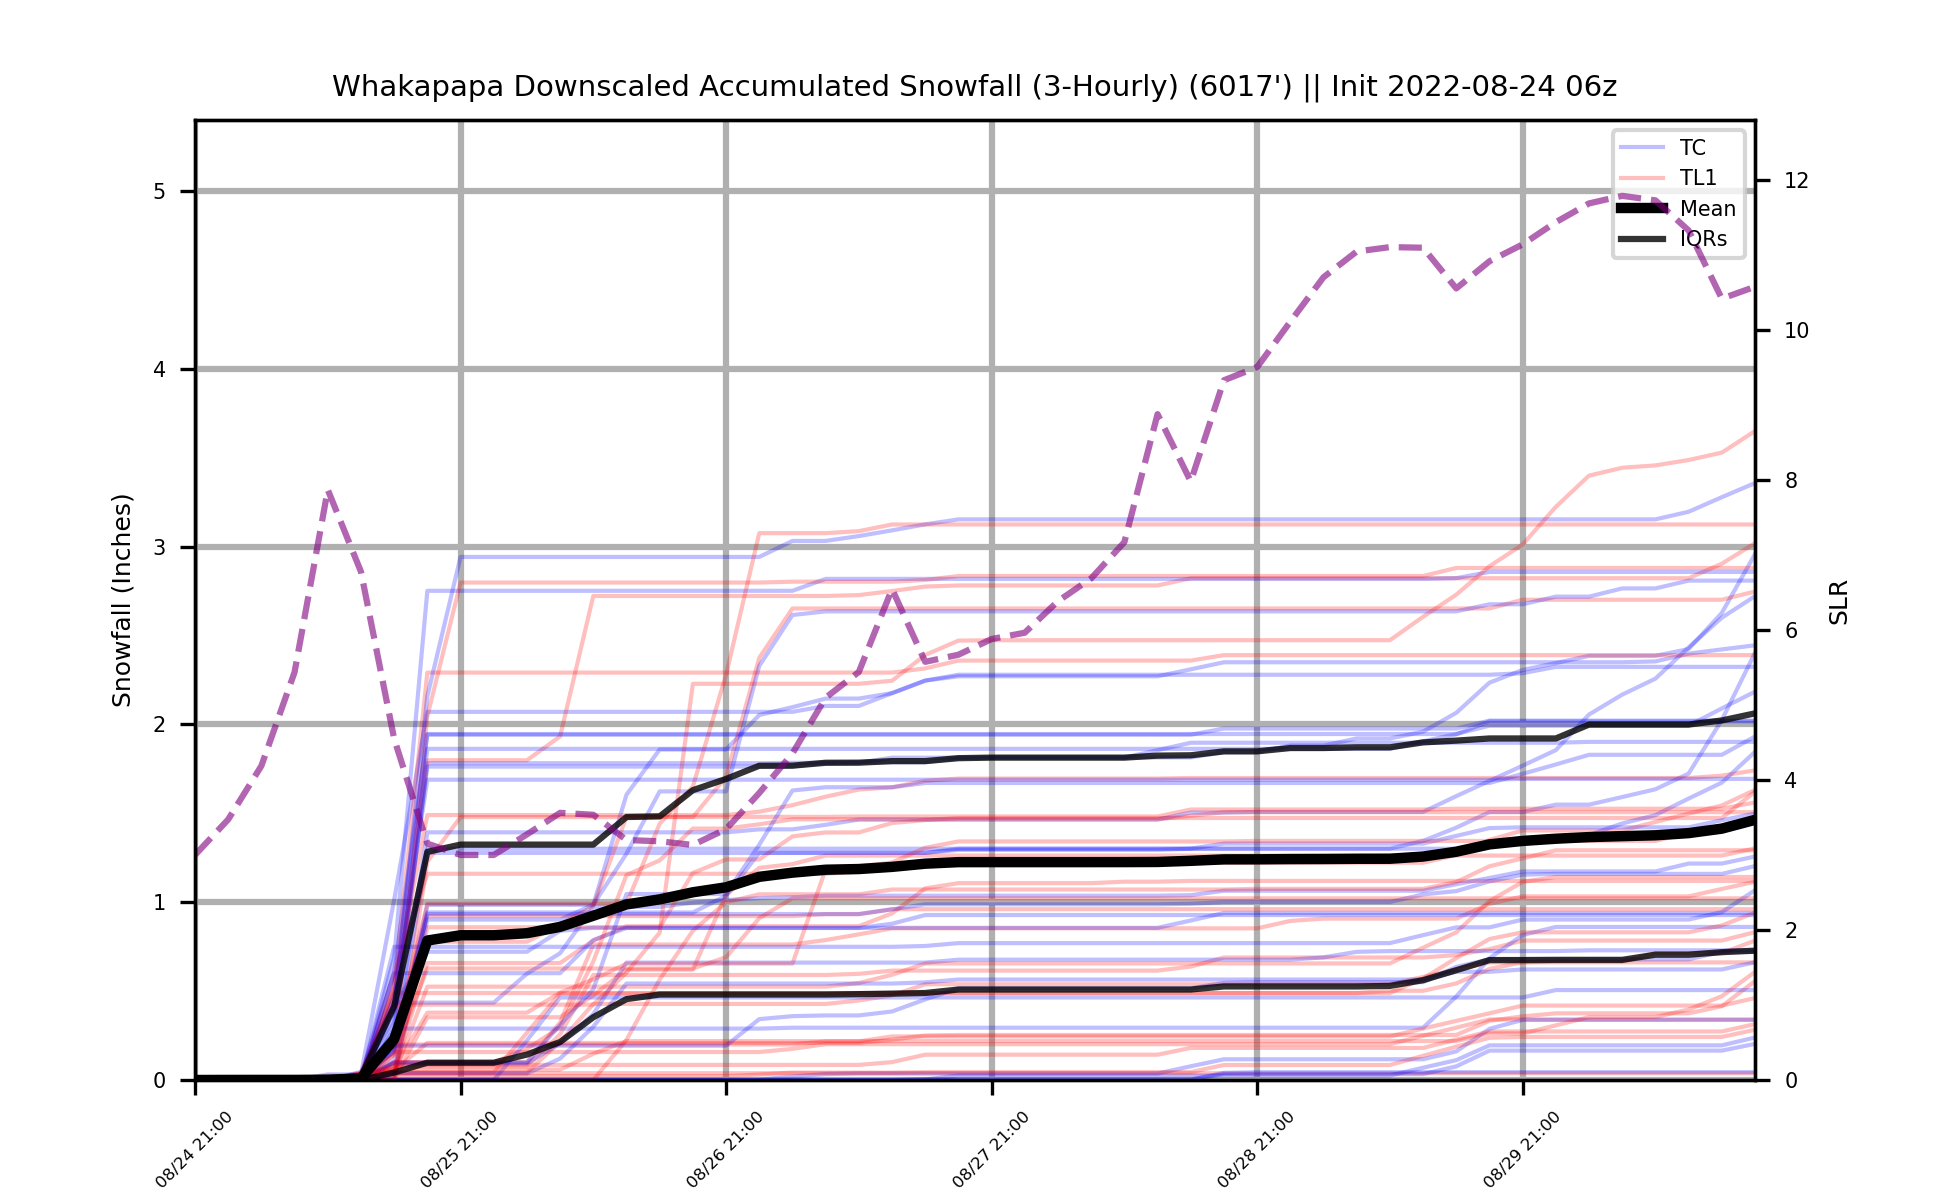 Whakapapa Downscaled Accumulated Snowfall (3-Hourly) (6017') || Init 2022-08-24 06z
TC
TL1
Mean
IQRs
Snowfall (Inches)
5
4
3
2
1
0
SLR
12
10
8
6
4
2
0
08/24 21:00
08/25 21:00
08/26 21:00
08/27 21:00
08/28 21:00
08/29 21:00